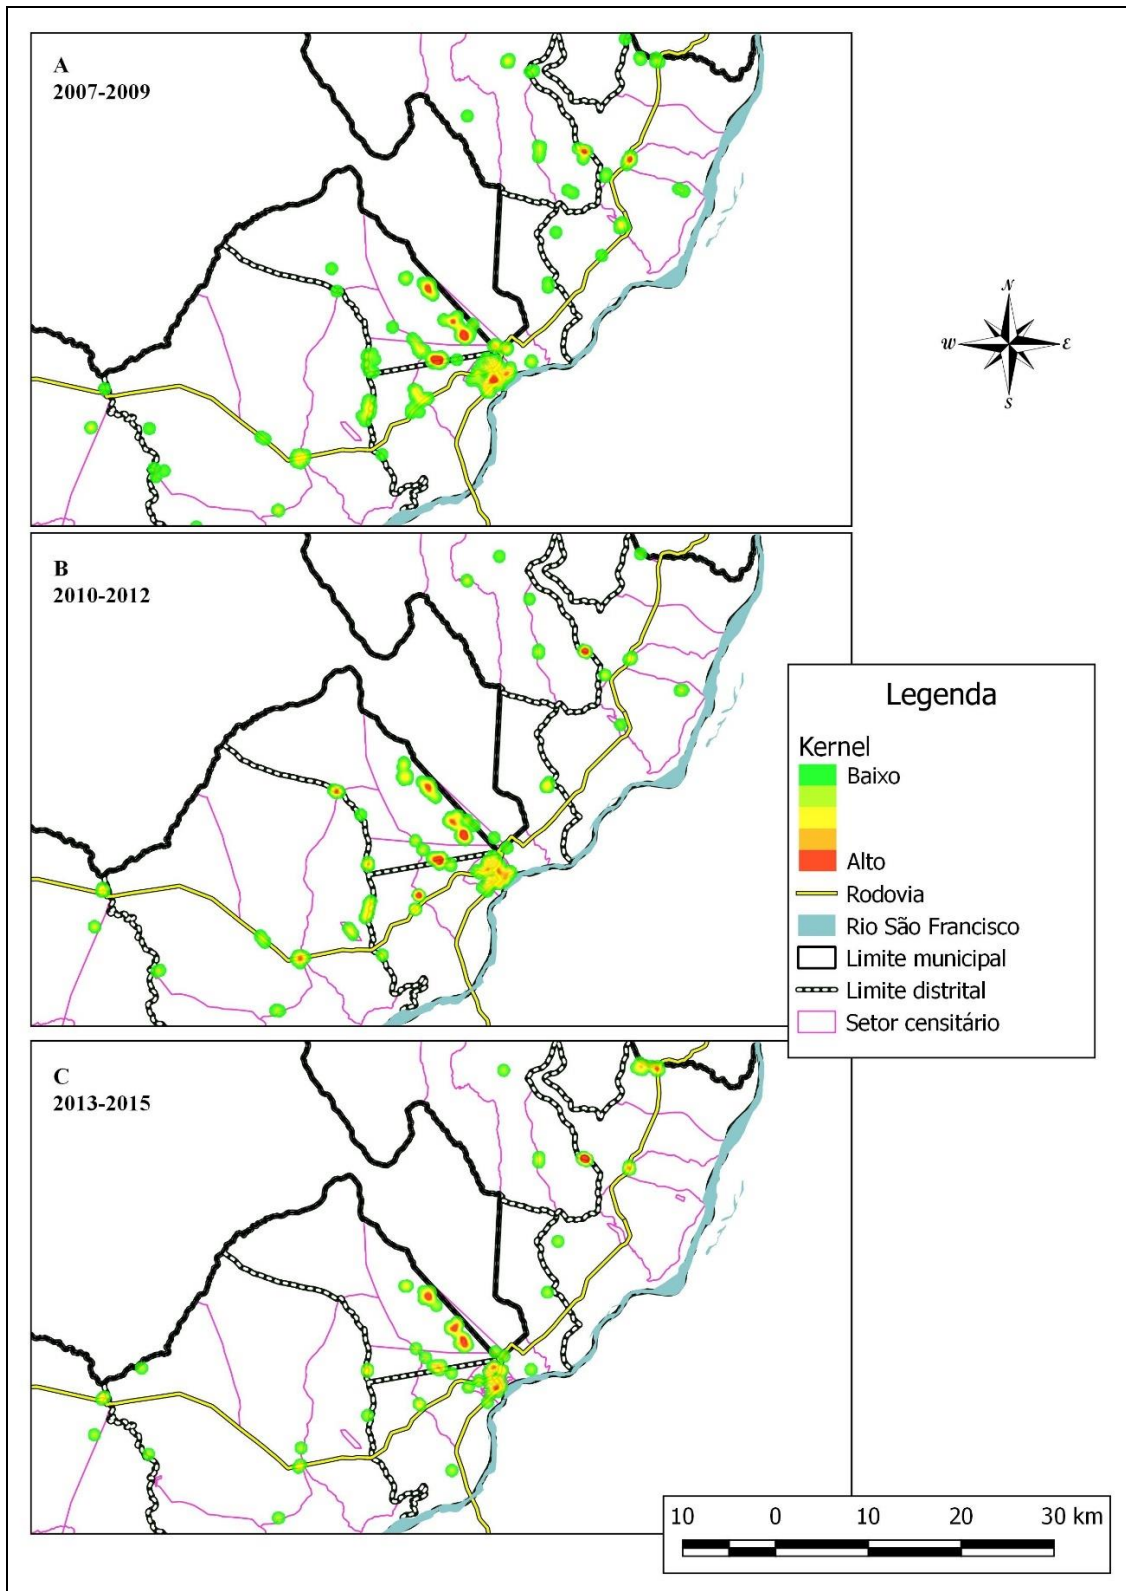 A
2007-2009
N
W
E
S
B
2010-2012
Legenda
Kernel
Baixo
Alto
Rodovia
Rio São Francisco
Limite municipal
Limite distrital
Setor censitário
C
2013-2015
10 0 10 20 30 km